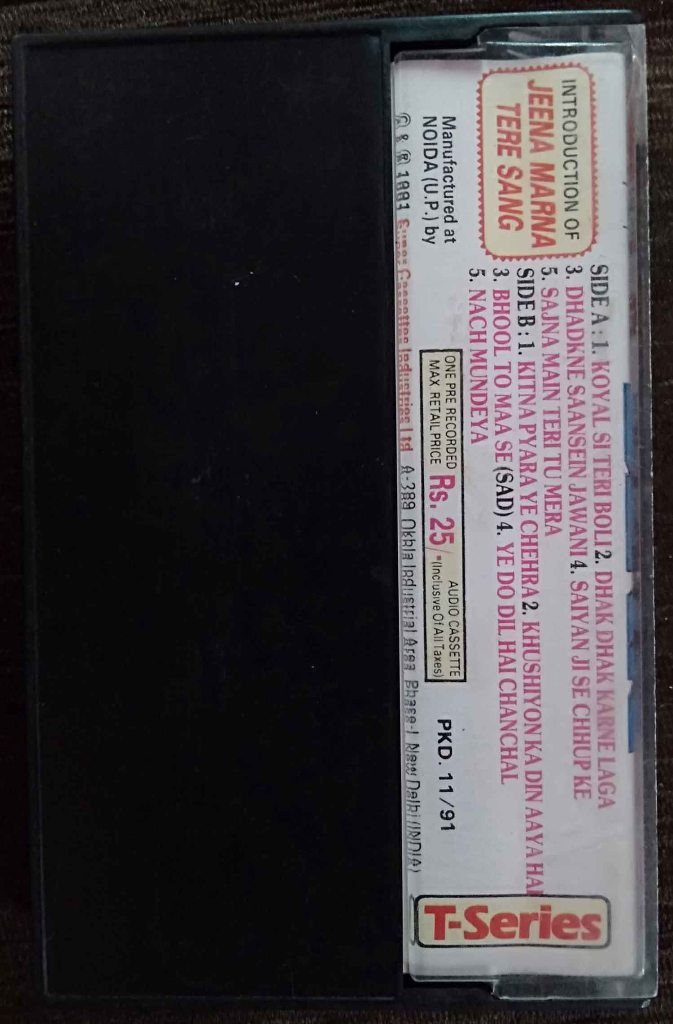 INTRODUCTION OF
JEENA MARNA
TERE SANG
SIDE A : 1. KOYAL SI TERI BOLI 2. DHAK DHAK KARNE LAGA
3. DHADKNE SAANSEIN JAWANI 4. SAIYAN JI SE CHHUP KE
5. SAJNA MAIN TERI TU MERA
SIDE B : 1. KITNA PYARA YE CHEHRA 2. KHUSHIYON KA DIN AAYA HAI
3. BHOOL TO MAA SE (SAD) 4. YE DO DIL HAI CHANCHAL
5. NACH MUNDEYA
Manufactured at
NOIDA (U.P.) by
ONE PRE RECORDED AUDIO CASSETTE
MAX RETAIL PRICE Rs. 25/- (Inclusive Of All Taxes)
PKD. 11/91
© & ℗ 1991 Super Cassettes Industries Ltd A-389 Okhla Industrial Area Phase-I New Delhi (INDIA)
T-Series